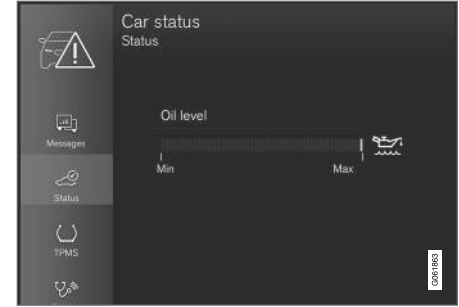 Car status
Status
Messages
Status
TPMS
Oil level
Min Max
G061863